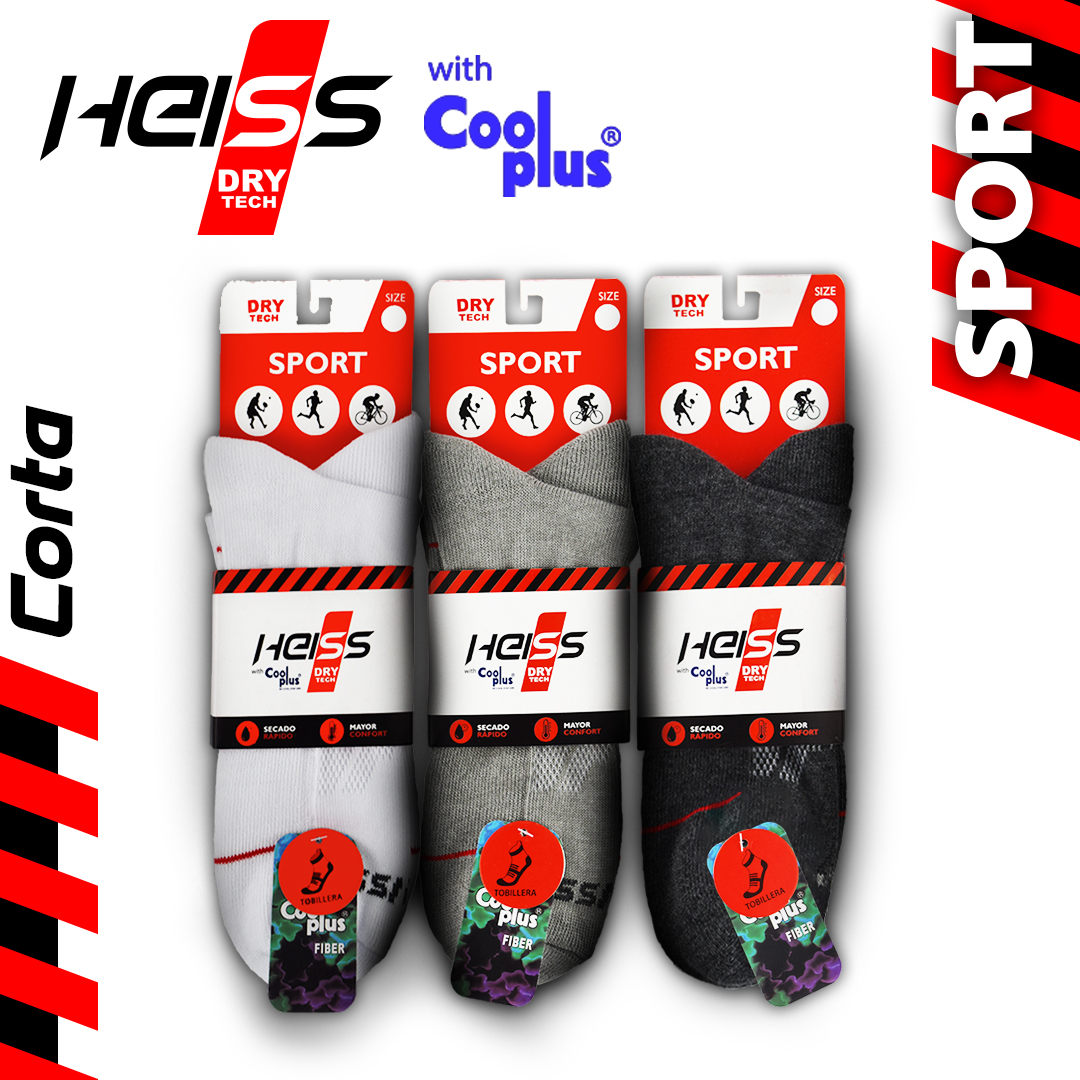 HEISS
DRY
TECH
with
Cool
plus®
SPORT
Corta
DRY
TECH
SIZE
SPORT
DRY
TECH
SIZE
SPORT
DRY
TECH
SIZE
SPORT
HEISS
with Cool
plus®
DRY
TECH
SECADO
RAPIDO
MAYOR
CONFORT
HEISS
with Cool
plus®
DRY
TECH
SECADO
RAPIDO
MAYOR
CONFORT
HEISS
with Cool
plus®
DRY
TECH
SECADO
RAPIDO
MAYOR
CONFORT
TOBILLERA
Cool
plus®
FIBER
TOBILLERA
Cool
plus®
FIBER
TOBILLERA
Cool
plus®
FIBER